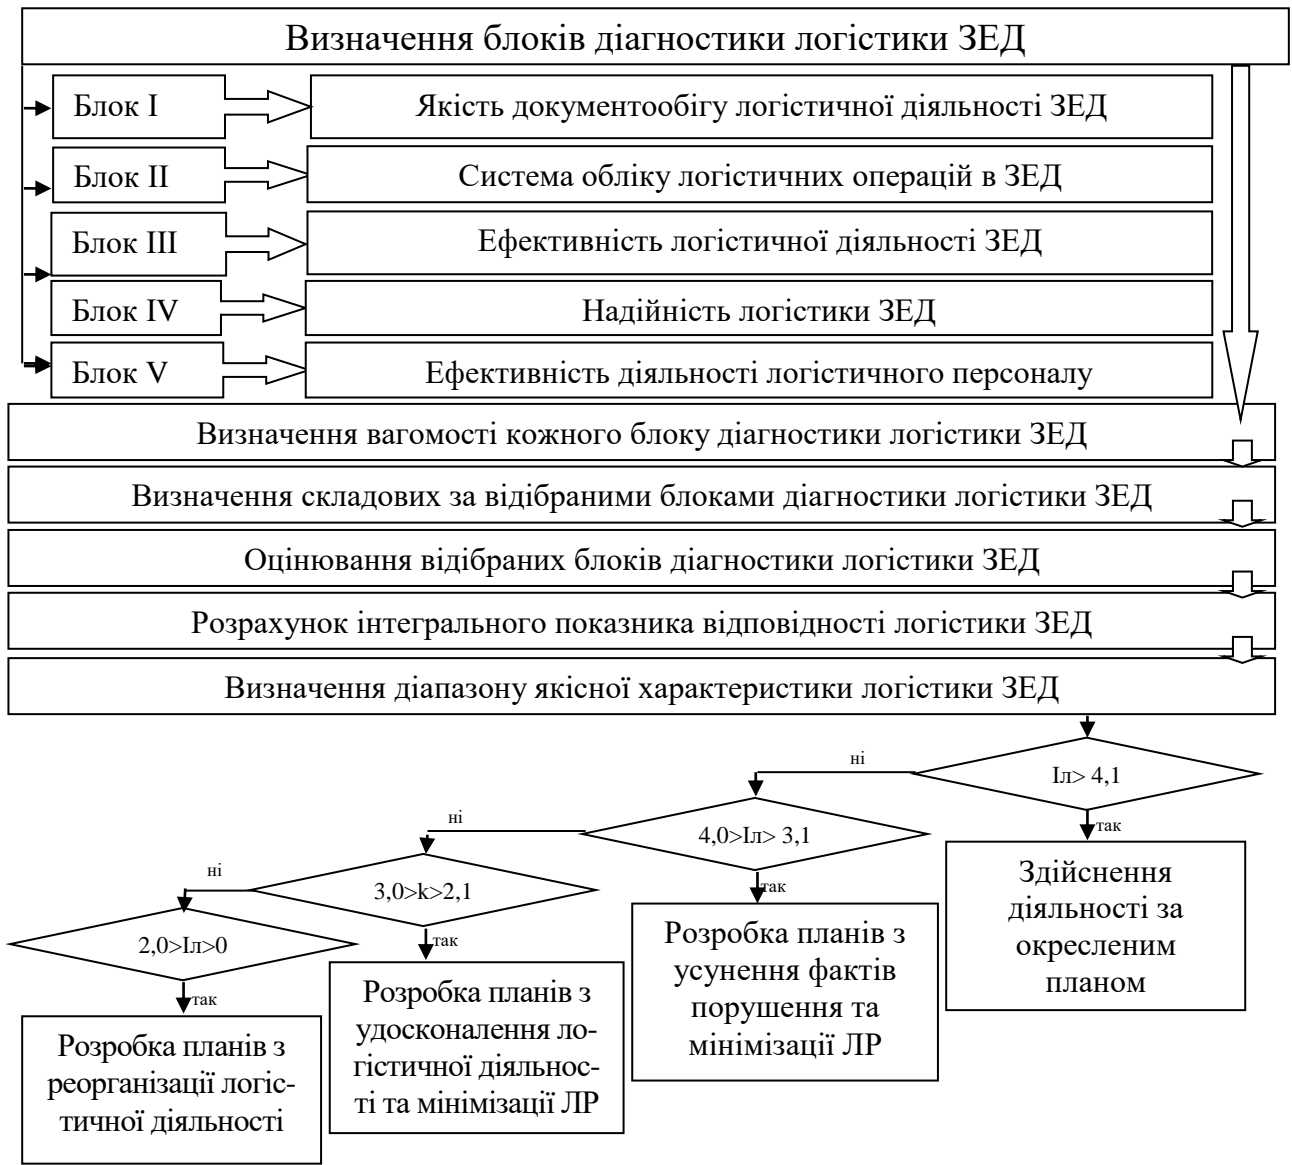 Визначення блоків діагностики логістики ЗЕД
Блок I
Якість документообігу логістичної діяльності ЗЕД
Блок II
Система обліку логістичних операцій в ЗЕД
Блок III
Ефективність логістичної діяльності ЗЕД
Блок IV
Надійність логістики ЗЕД
Блок V
Ефективність діяльності логістичного персоналу
Визначення вагомості кожного блоку діагностики логістики ЗЕД
Визначення складових за відібраними блоками діагностики логістики ЗЕД
Оцінювання відібраних блоків діагностики логістики ЗЕД
Розрахунок інтегрального показника відповідності логістики ЗЕД
Визначення діапазону якісної характеристики логістики ЗЕД
ні
Іл> 4,1
так
ні
4,0>Іл> 3,1
так
ні
3,0>k>2,1
так
2,0>Іл>0
так
Здійснення
діяльності за
окресленим
планом
Розробка планів з
усунення фактів
порушення та
мінімізації ЛР
Розробка планів з
удосконалення ло-
гістичної діяльнос-
ті та мінімізації ЛР
Розробка планів з
реорганізації логіс-
тичної діяльності